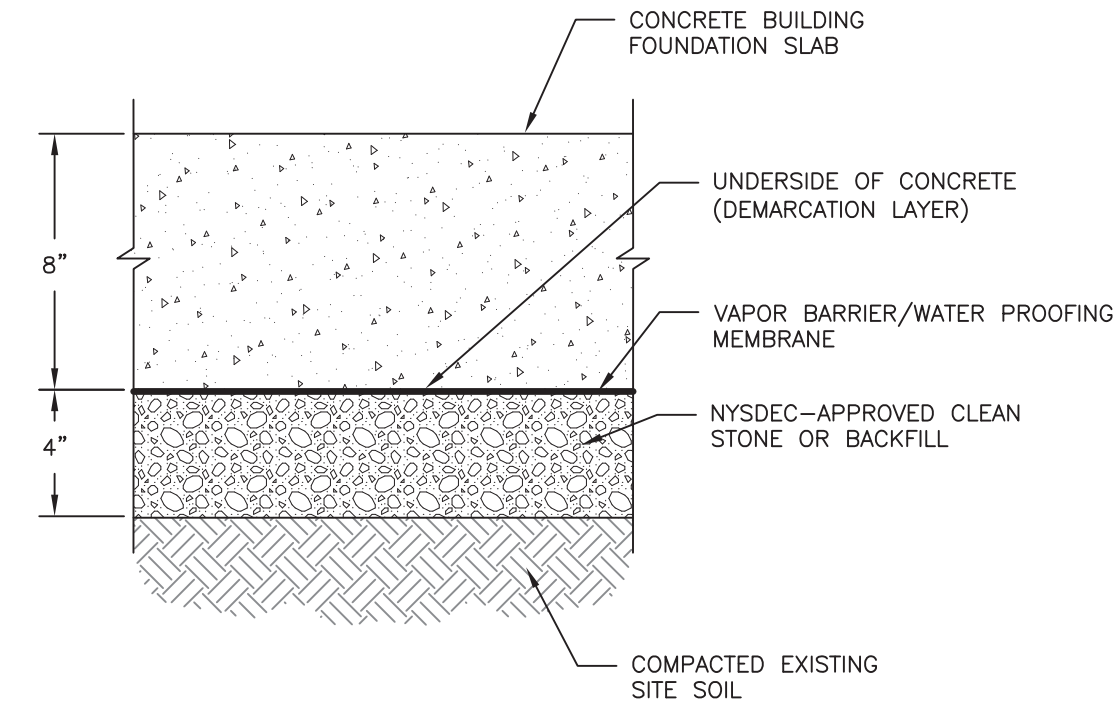 CONCRETE BUILDING
FOUNDATION SLAB
UNDERSIDE OF CONCRETE
(DEMARCATION LAYER)
8”
VAPOR BARRIER/WATER PROOFING
MEMBRANE
NYSDEC–APPROVED CLEAN
STONE OR BACKFILL
4”
COMPACTED EXISTING
SITE SOIL